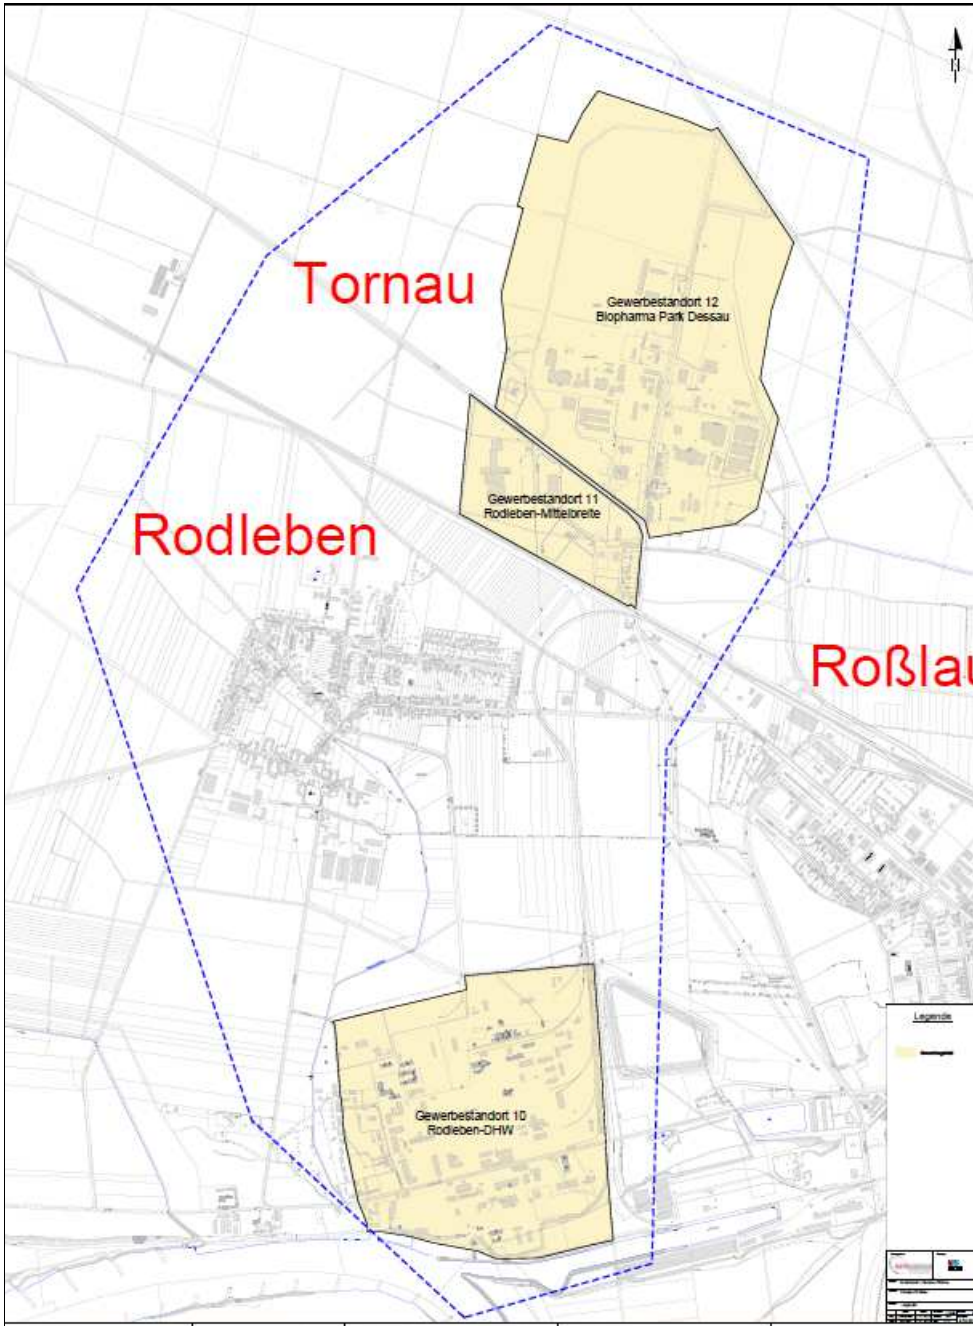 Tornau
Gewerbestandort 12
Biopharma Park Dessau
Gewerbestandort 11
Rodleben-Mittelbreite
Rodleben
Roßlau
Gewerbestandort 10
Rodleben-DHW
Legende